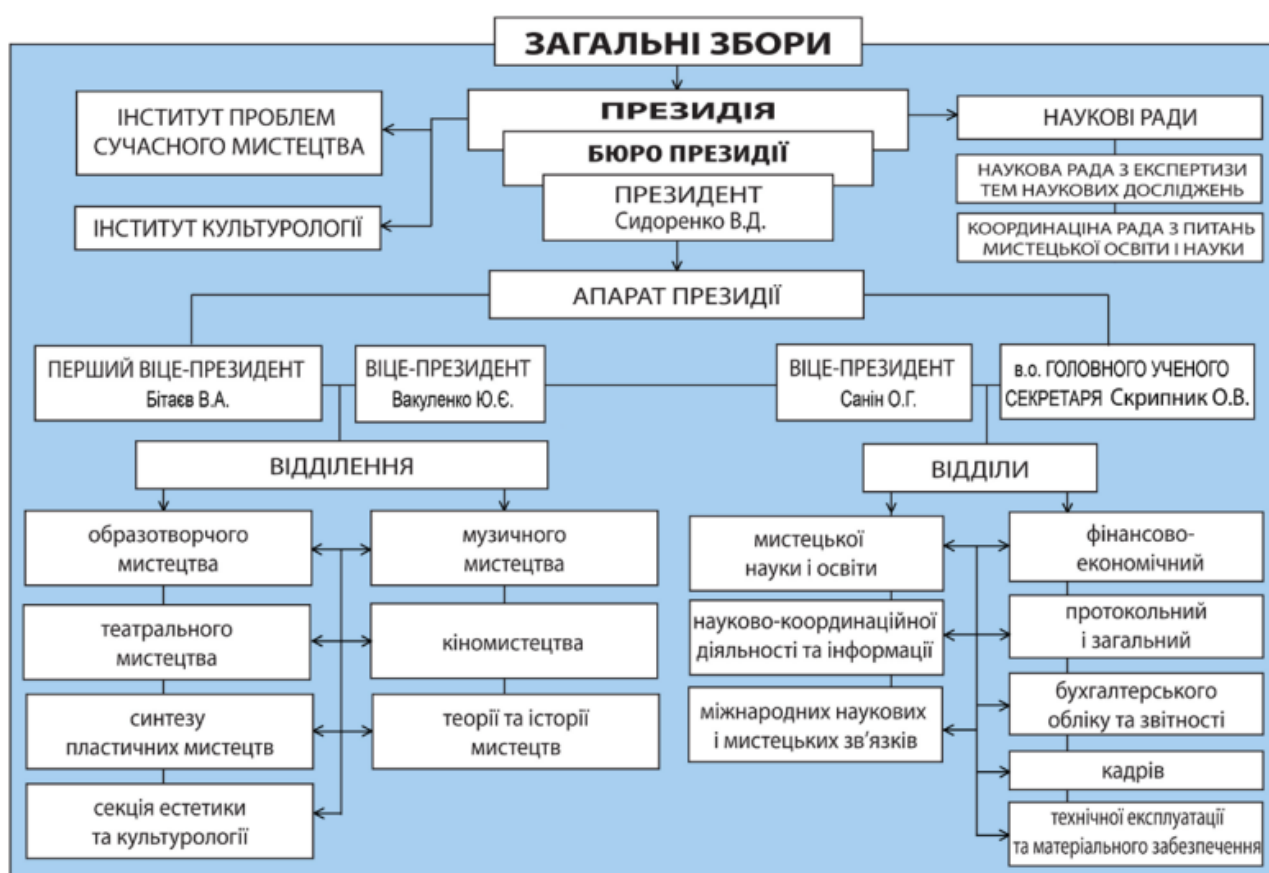 ЗАГАЛЬНІ ЗБОРИ
ПРЕЗИДІЯ
БЮРО ПРЕЗИДІЇ
ПРЕЗИДЕНТ
Сидоренко В.Д.
ІНСТИТУТ ПРОБЛЕМ
СУЧАСНОГО МИСТЕЦТВА
ІНСТИТУТ КУЛЬТУРОЛОГІЇ
НАУКОВІ РАДИ
НАУКОВА РАДА З ЕКСПЕРТИЗИ
ТЕМ НАУКОВИХ ДОСЛІДЖЕНЬ
КООРДИНАЦІНА РАДА З ПИТАНЬ
МИСТЕЦЬКОЇ ОСВІТИ І НАУКИ
АПАРАТ ПРЕЗИДІЇ
ПЕРШИЙ ВІЦЕ-ПРЕЗИДЕНТ
Бітаєв В.А.
ВІЦЕ-ПРЕЗИДЕНТ
Вакуленко Ю.Є.
ВІЦЕ-ПРЕЗИДЕНТ
Санін О.Г.
в.о. ГОЛОВНОГО УЧЕНОГО
СЕКРЕТАРЯ Скрипник О.В.
ВІДДІЛЕННЯ
образотворчого
мистецтва
театрального
мистецтва
синтезу
пластичних мистецтв
секція естетики
та культурології
музичного
мистецтва
кіномистецтва
теорії та історії
мистецтв
ВІДДІЛИ
мистецької
науки і освіти
науково-координаційної
діяльності та інформації
міжнародних наукових
і мистецьких зв'язків
фінансово-
економічний
протокольний
і загальний
бухгалтерського
обліку та звітності
кадрів
технічної експлуатації
та матеріального забезпечення